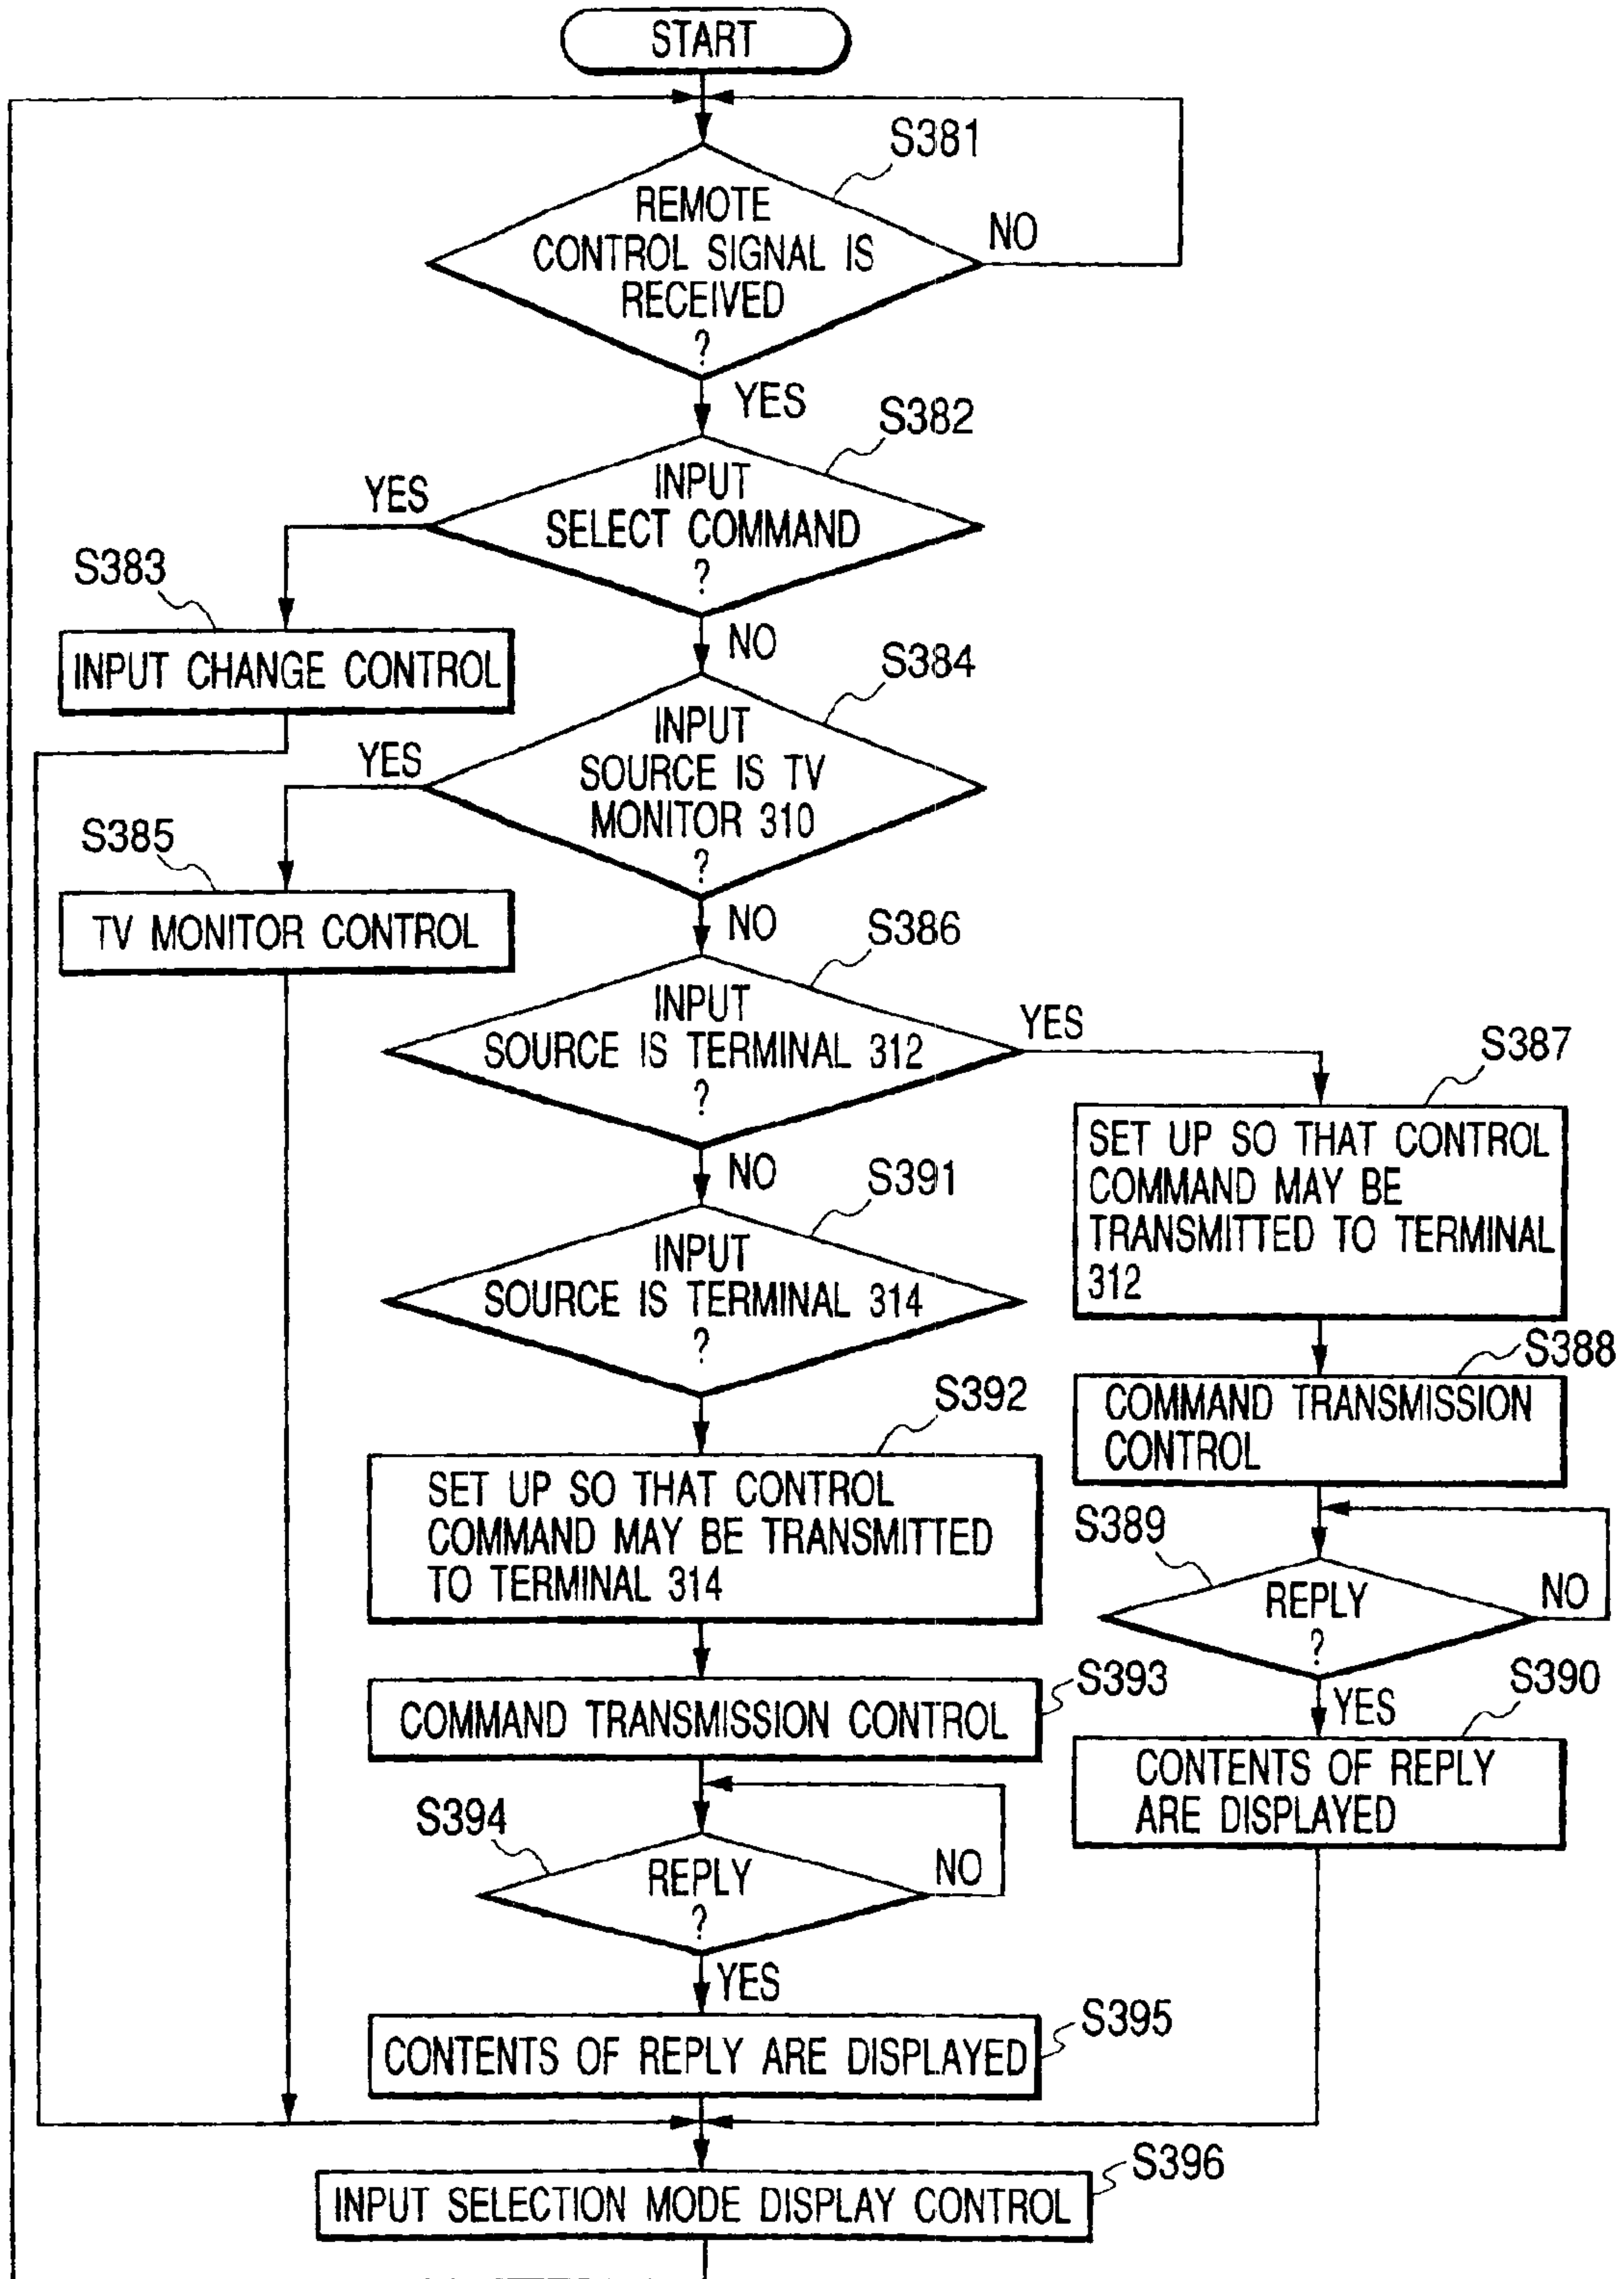 START
S381
REMOTE
CONTROL SIGNAL IS
RECEIVED
?
NO
YES
S382
INPUT
SELECT COMMAND
?
YES
S383
INPUT CHANGE CONTROL
NO
S384
INPUT
SOURCE IS TV
MONITOR 310
?
YES
S385
TV MONITOR CONTROL
NO
S386
INPUT
SOURCE IS TERMINAL 312
?
YES
S387
SET UP SO THAT CONTROL
COMMAND MAY BE
TRANSMITTED TO TERMINAL
312
NO
S391
INPUT
SOURCE IS TERMINAL 314
?
S388
COMMAND TRANSMISSION
CONTROL
S392
SET UP SO THAT CONTROL
COMMAND MAY BE TRANSMITTED
TO TERMINAL 314
S389
REPLY
?
NO
YES
S390
CONTENTS OF REPLY
ARE DISPLAYED
S393
COMMAND TRANSMISSION CONTROL
S394
REPLY
?
NO
YES
S395
CONTENTS OF REPLY ARE DISPLAYED
S396
INPUT SELECTION MODE DISPLAY CONTROL